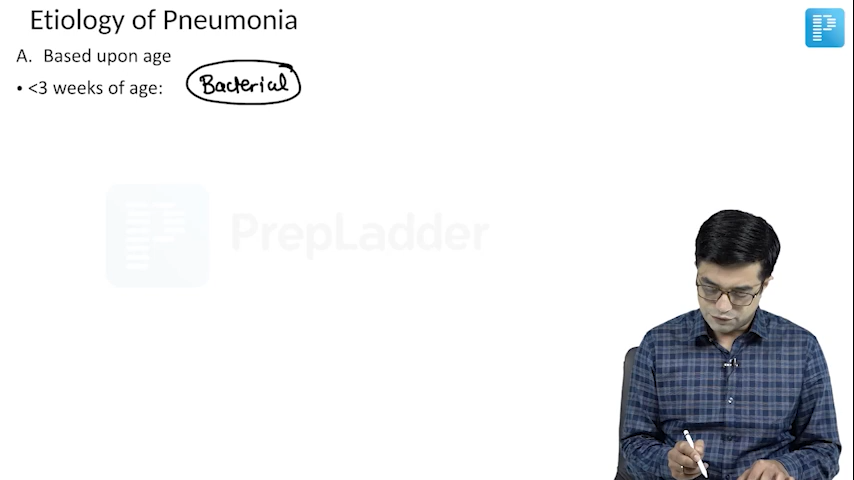 Etiology of Pneumonia
A. Based upon age
• <3 weeks of age: Bacterial
PrepLadder